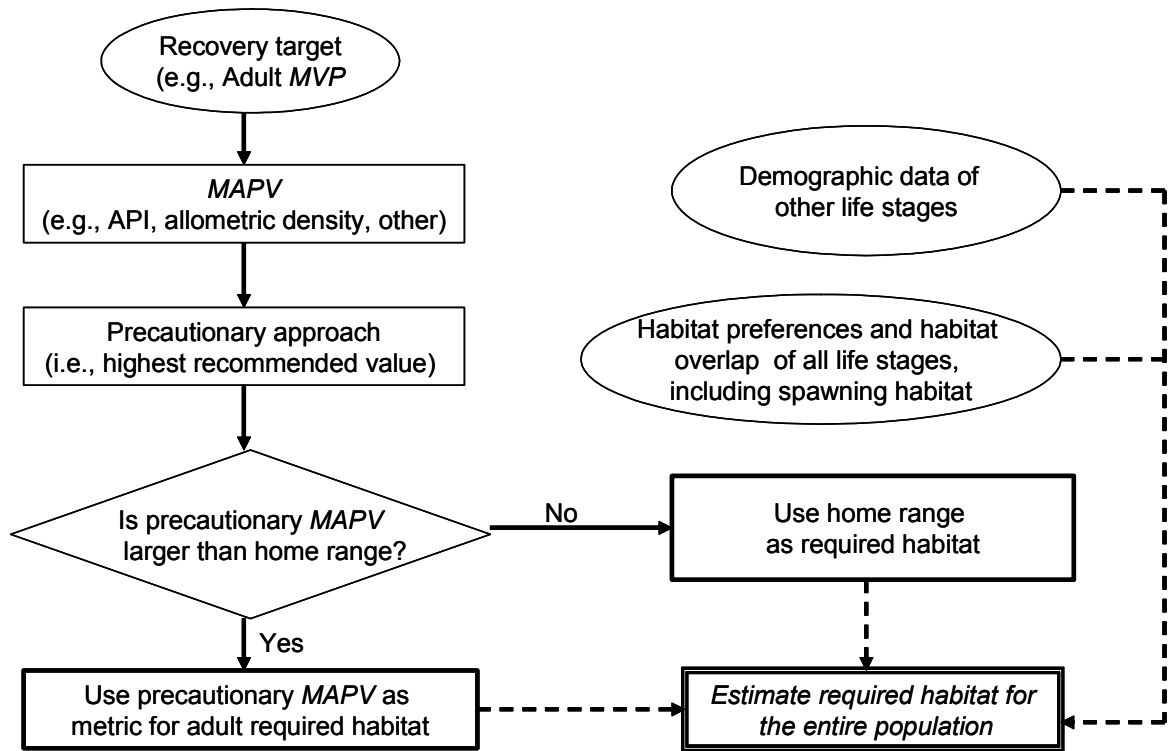 Recovery target
(e.g., Adult MVP
MAPV
(e.g., API, allometric density, other)
Demographic data of
other life stages
Precautionary approach
(i.e., highest recommended value)
Habitat preferences and habitat
overlap of all life stages,
including spawning habitat
Is precautionary MAPV
larger than home range?
No
Use home range
as required habitat
Yes
Use precautionary MAPV as
metric for adult required habitat
Estimate required habitat for
the entire population